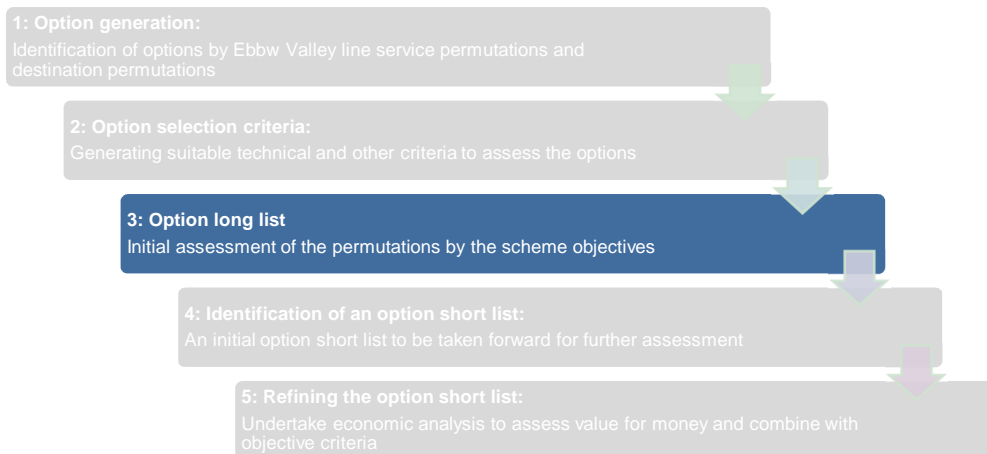 1: Option generation:
Identification of options by Ebbw Valley line service permutations and
destination permutations
2: Option selection criteria:
Generating suitable technical and other criteria to assess the options
3: Option long list
Initial assessment of the permutations by the scheme objectives
4: Identification of an option short list:
An initial option short list to be taken forward for further assessment
5: Refining the option short list:
Undertake economic analysis to assess value for money and combine with
objective criteria